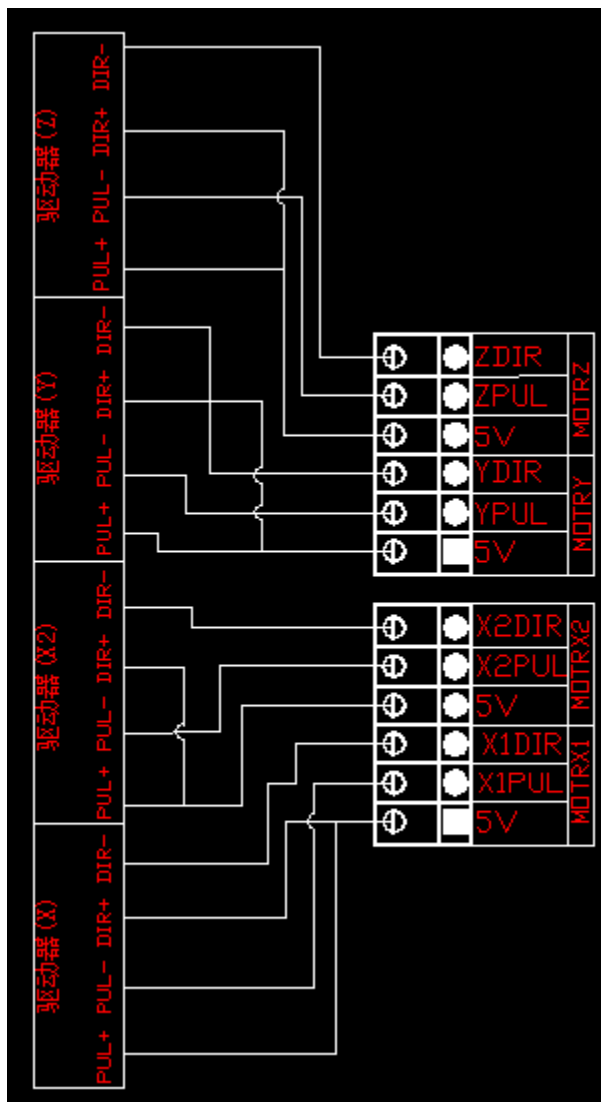 驱动器(Z)
DIR-
DIR+
PUL-
PUL+
驱动器(Y)
DIR-
DIR+
PUL-
PUL+
驱动器(X2)
DIR-
DIR+
PUL-
PUL+
驱动器(X)
DIR-
DIR+
PUL-
PUL+
ZDIR
ZPUL
5V
MOTRZ
YDIR
YPUL
5V
MOTRY
X2DIR
X2PUL
5V
MOTRX2
X1DIR
X1PUL
5V
MOTRX1